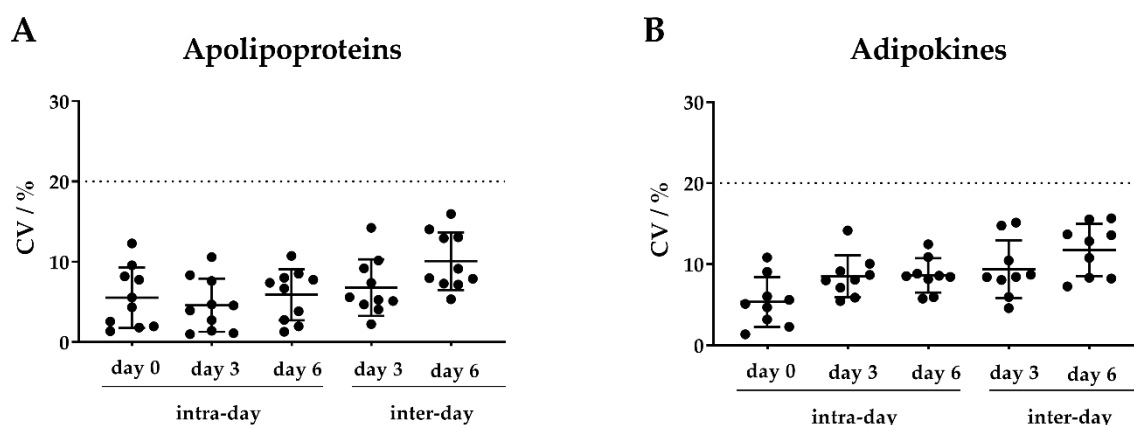 A
Apolipoproteins
CV / %
30
20
10
0
day 0 day 3 day 6 day 3 day 6
intra-day inter-day
B
Adipokines
CV / %
30
20
10
0
day 0 day 3 day 6 day 3 day 6
intra-day inter-day